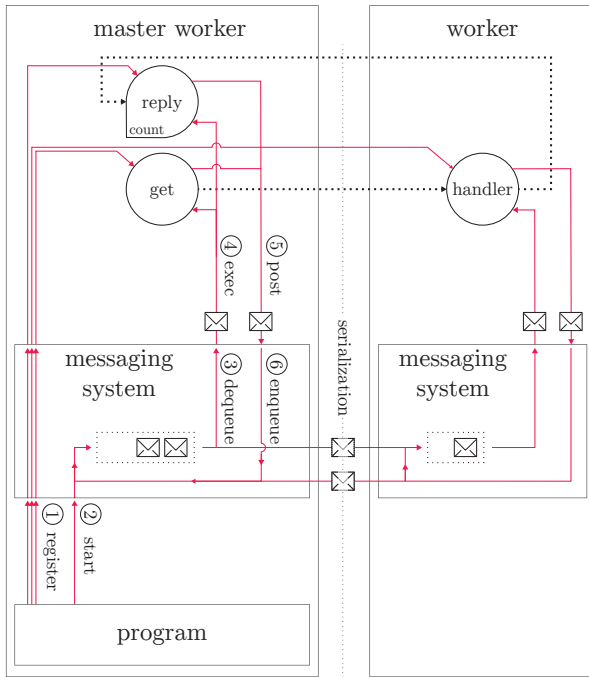 master worker
worker
reply
count
get
handler
④ exec
⑤ post
serialization
messaging
system
③ dequeue
⑥ enqueue
messaging
system
① register
② start
program